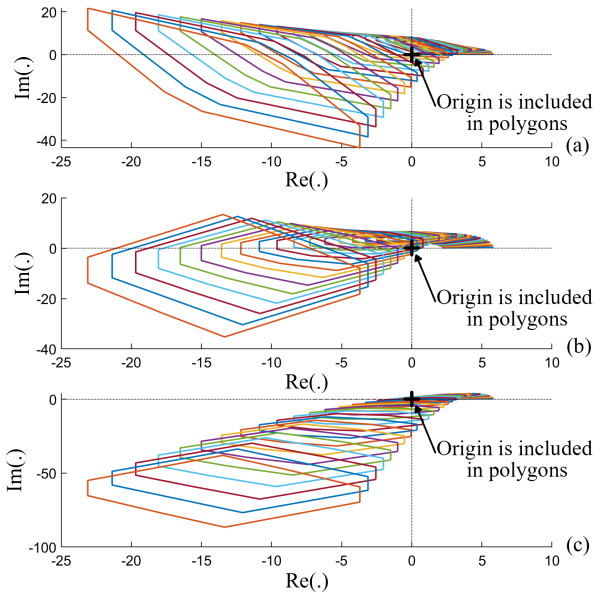 20
0
-20
-40
Im(.)
Origin is included
in polygons
(a)
-25 -20 -15 -10 -5 0 5 10
Re(.)
20
0
-20
-40
Im(.)
Origin is included
in polygons
(b)
-25 -20 -15 -10 -5 0 5 10
Re(.)
0
-50
-100
Im(.)
Origin is included
in polygons
(c)
-25 -20 -15 -10 -5 0 5 10
Re(.)